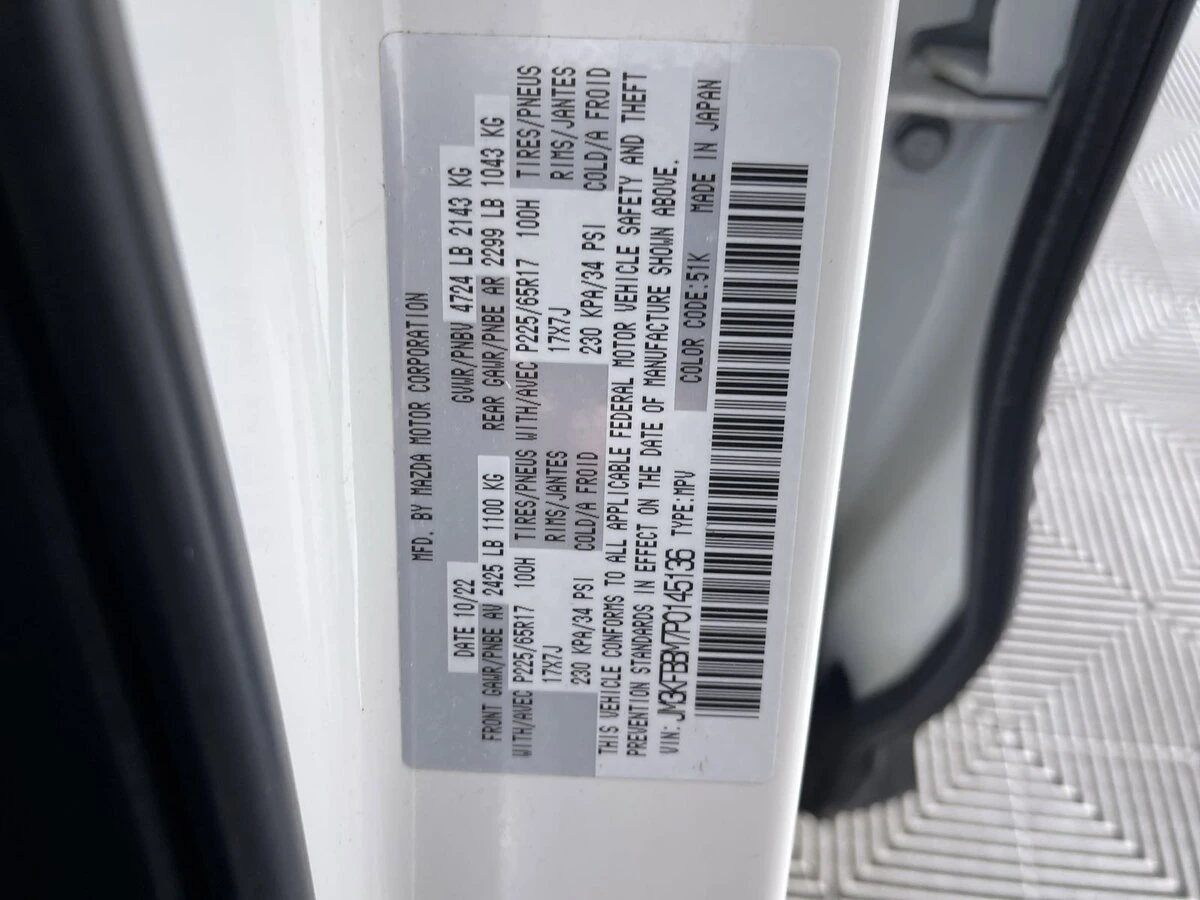 MFD. BY MAZDA MOTOR CORPORATION
DATE 10/22 GVWR/PNBV 4724 LB 2143 KG
FRONT GAWR/PNBE AV 2425 LB 1100 KG REAR GAWR/PNBE AR 2299 LB 1043 KG
WITH/AVEC P225/65R17 100H TIRES/PNEUS WITH/AVEC P225/65R17 100H TIRES/PNEUS
17X7J RIMS/JANTES 17X7J RIMS/JANTES
230 KPA/34 PSI COLD/A FROID 230 KPA/34 PSI COLD/A FROID
THIS VEHICLE CONFORMS TO ALL APPLICABLE FEDERAL MOTOR VEHICLE SAFETY AND THEFT
PREVENTION STANDARDS IN EFFECT ON THE DATE OF MANUFACTURE SHOWN ABOVE.
VIN: JM3KFBBM7P0145136 TYPE:MPV COLOR CODE:51K MADE IN JAPAN